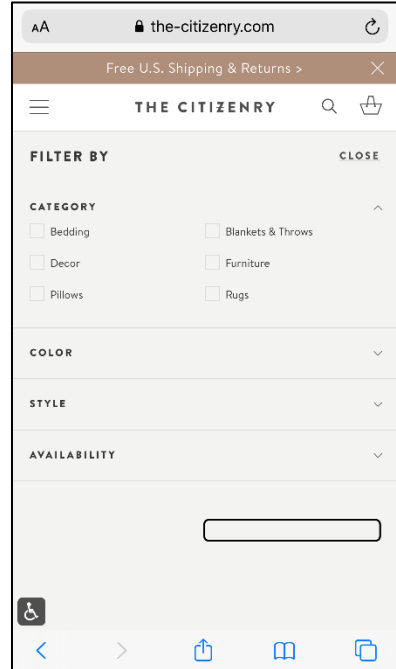 AA the-citizenry.com
Free U.S. Shipping & Returns >
THE CITIZENRY
FILTER BY CLOSE
CATEGORY
Bedding Blankets & Throws
Decor Furniture
Pillows Rugs
COLOR
STYLE
AVAILABILITY